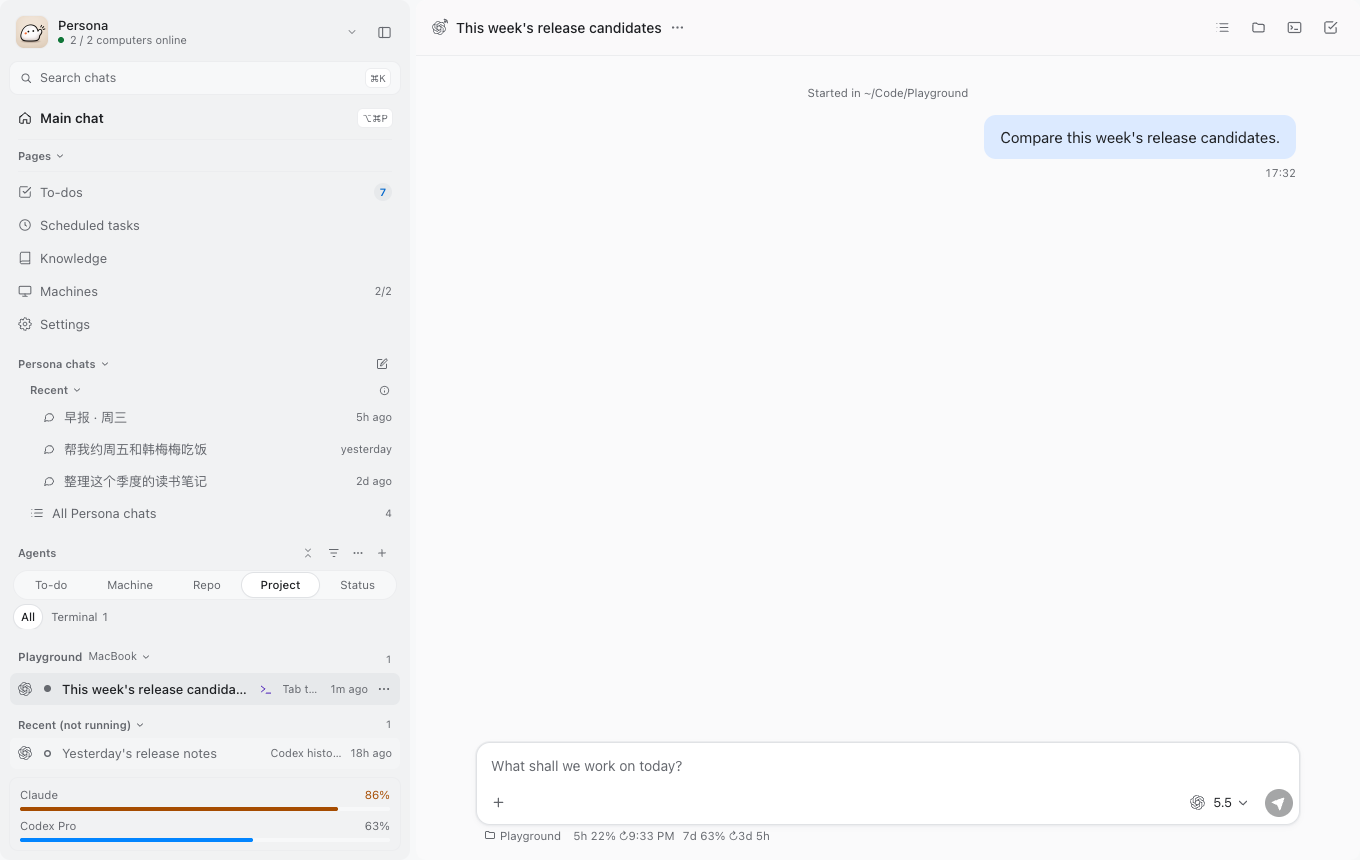 Persona
2 / 2 computers online
Search chats ⌘K
Main chat ⌥⌘P
Pages
To-dos 7
Scheduled tasks
Knowledge
Machines 2/2
Settings
Persona chats
Recent
早报 · 周三 5h ago
帮我约周五和韩梅梅吃饭 yesterday
整理这个季度的读书笔记 2d ago
All Persona chats 4
Agents
To-do Machine Repo Project Status
All Terminal 1
Playground MacBook 1
This week's release candida... >_ Tab t... 1m ago
Recent (not running) 1
Yesterday's release notes Codex histo... 18h ago
Claude 86%
Codex Pro 63%
This week's release candidates
Started in ~/Code/Playground
Compare this week's release candidates.
17:32
What shall we work on today?
5.5
Playground 5h 22% ↻9:33 PM 7d 63% ↻3d 5h